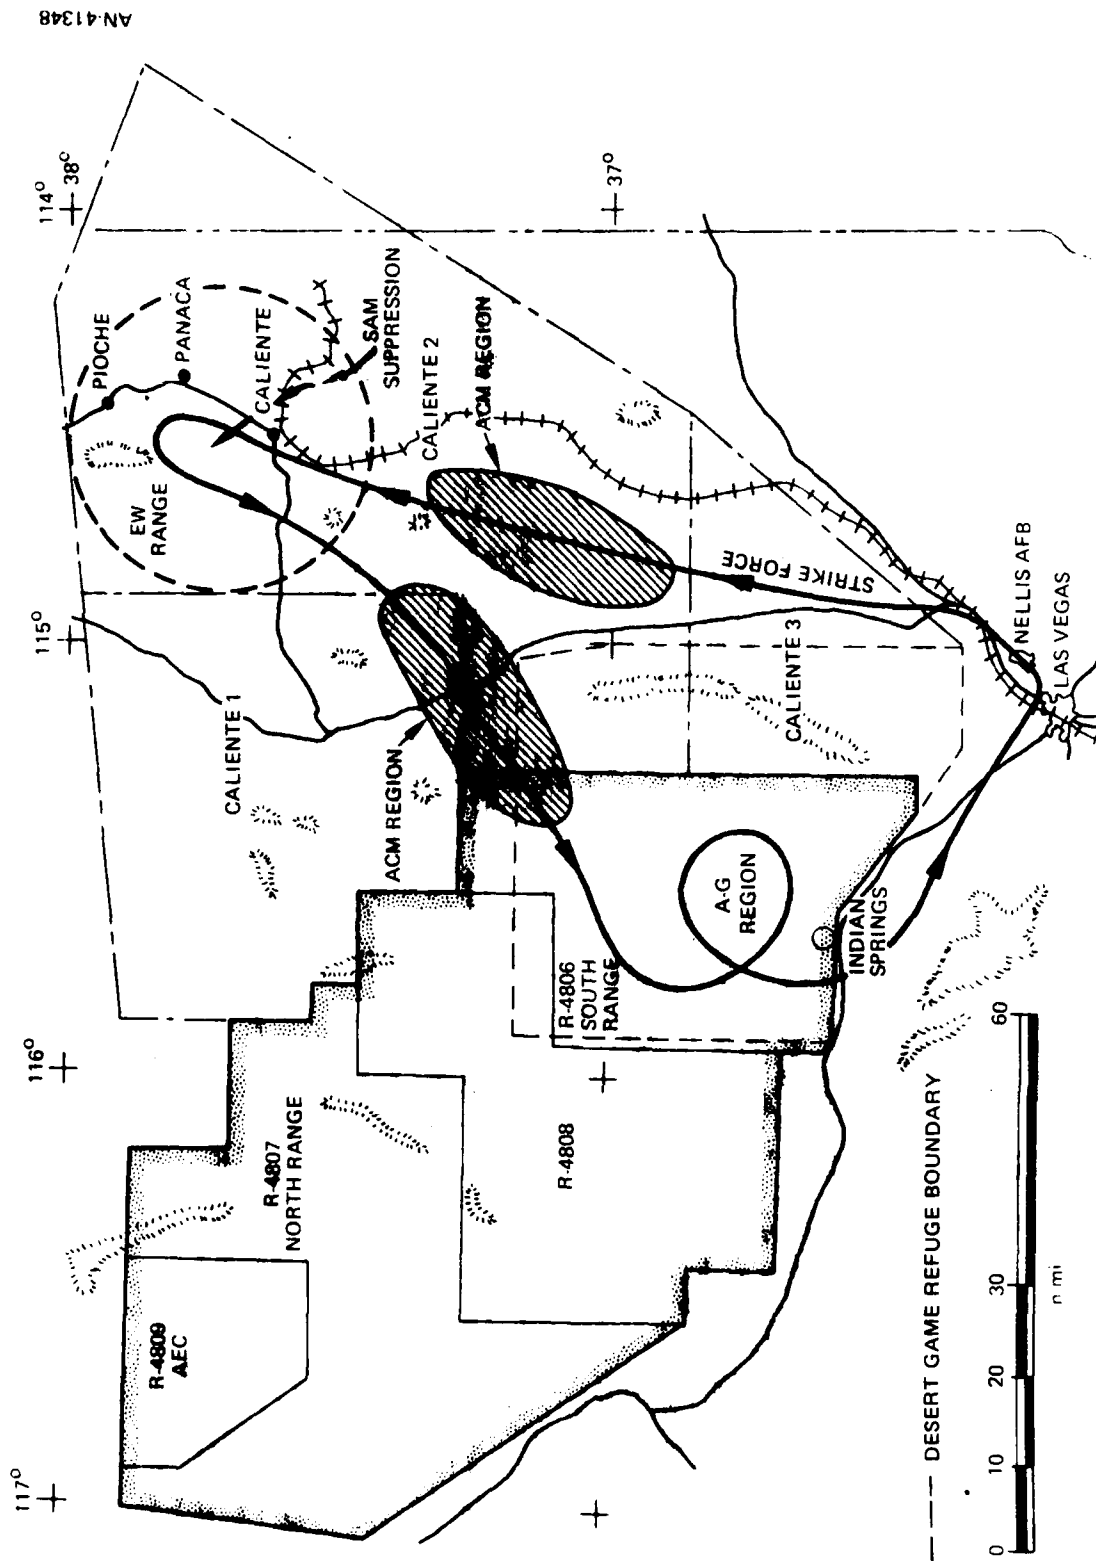 AN-41348
117°
116°
115°
114°
38°
37°
R-4809
AEC
R-4807
NORTH RANGE
R-4808
R-4806
SOUTH
RANGE
CALIENTE 1
ACM REGION
EW
RANGE
PIOCHE
PANACA
CALIENTE
SAM
SUPPRESSION
CALIENTE 2
ACM REGION
STRIKE FORCE
CALIENTE 3
A-G
REGION
INDIAN
SPRINGS
NELLIS AFB
LAS VEGAS
DESERT GAME REFUGE BOUNDARY
0 10 20 30 60
n mi